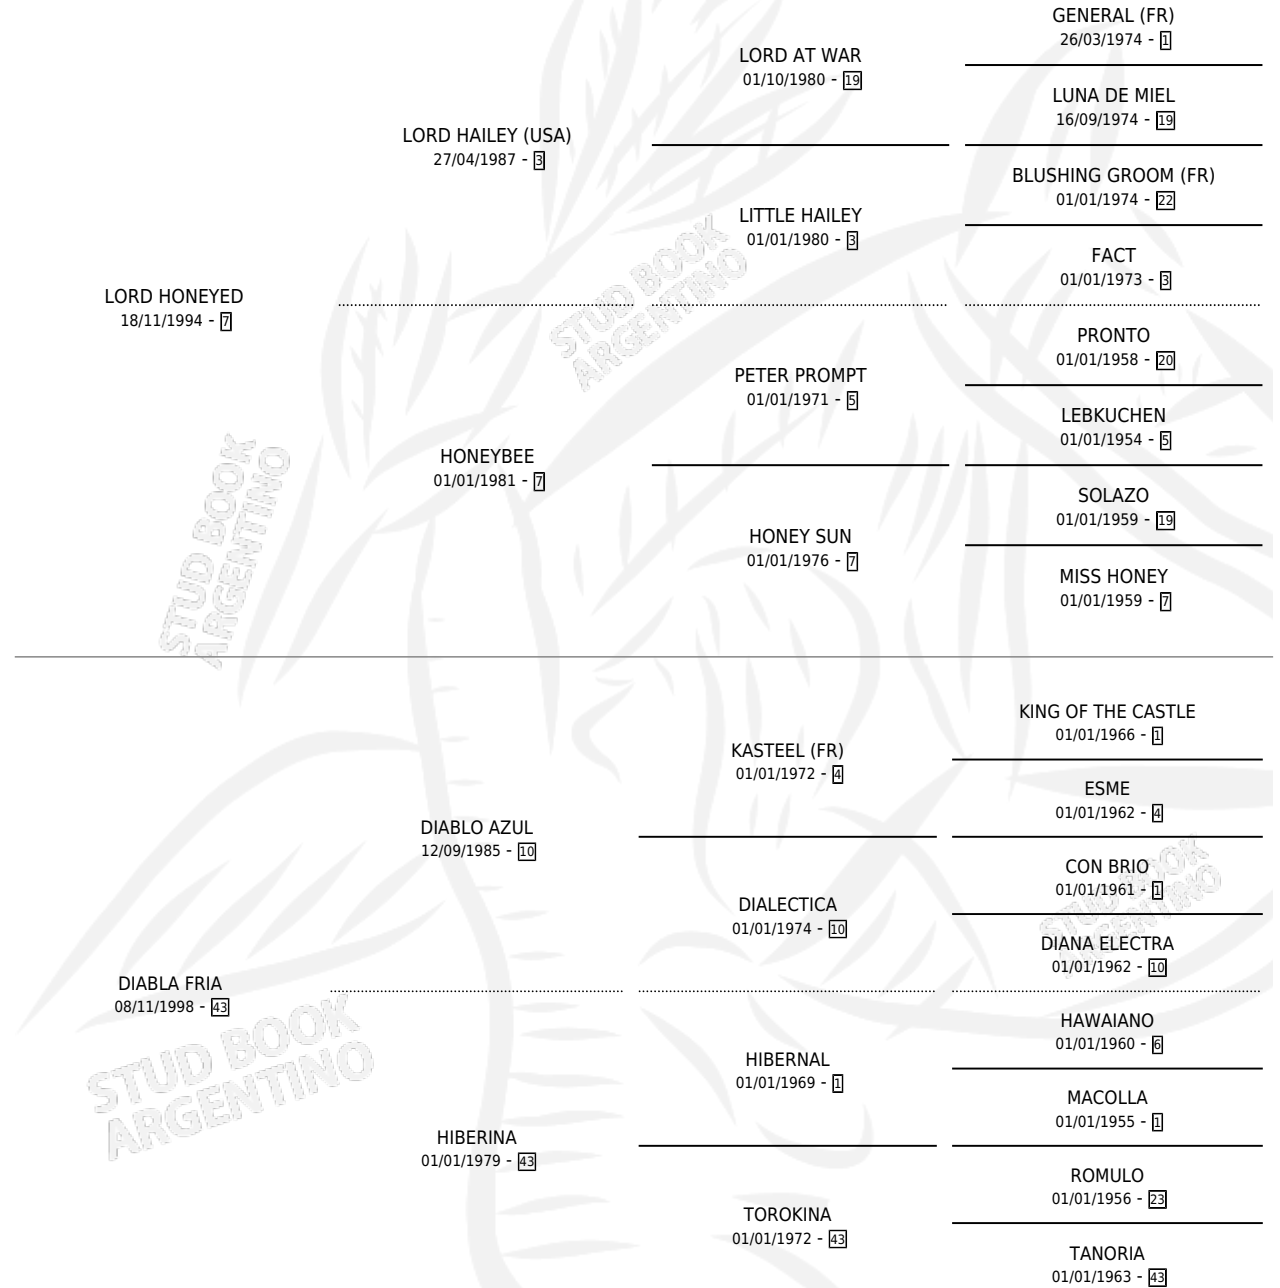 GENERAL (FR)
26/03/1974 - 1
LORD AT WAR
01/10/1980 - 19
LUNA DE MIEL
16/09/1974 - 19
LORD HAILEY (USA)
27/04/1987 - 3
BLUSHING GROOM (FR)
01/01/1974 - 22
LITTLE HAILEY
01/01/1980 - 3
FACT
01/01/1973 - 3
LORD HONEYED
18/11/1994 - 7
STUD BOOK
ARGENTINO
PRONTO
01/01/1958 - 20
PETER PROMPT
01/01/1971 - 5
LEBKUCHEN
01/01/1954 - 5
HONEYBEE
01/01/1981 - 7
SOLAZO
01/01/1959 - 19
HONEY SUN
01/01/1976 - 7
MISS HONEY
01/01/1959 - 7
STUD BOOK
ARGENTINO
KING OF THE CASTLE
01/01/1966 - 1
KASTEEL (FR)
01/01/1972 - 4
ESME
01/01/1962 - 4
DIABLO AZUL
12/09/1985 - 10
CON BRIO
01/01/1961 - 1
DIALECTICA
01/01/1974 - 10
STUD BOOK
ARGENTINO
DIANA ELECTRA
01/01/1962 - 10
DIABLA FRIA
08/11/1998 - 43
HAWAIANO
01/01/1960 - 6
HIBERNAL
01/01/1969 - 1
STUD BOOK
ARGENTINO
MACOLLA
01/01/1955 - 1
HIBERINA
01/01/1979 - 43
ROMULO
01/01/1956 - 23
TOROKINA
01/01/1972 - 43
TANORIA
01/01/1963 - 43